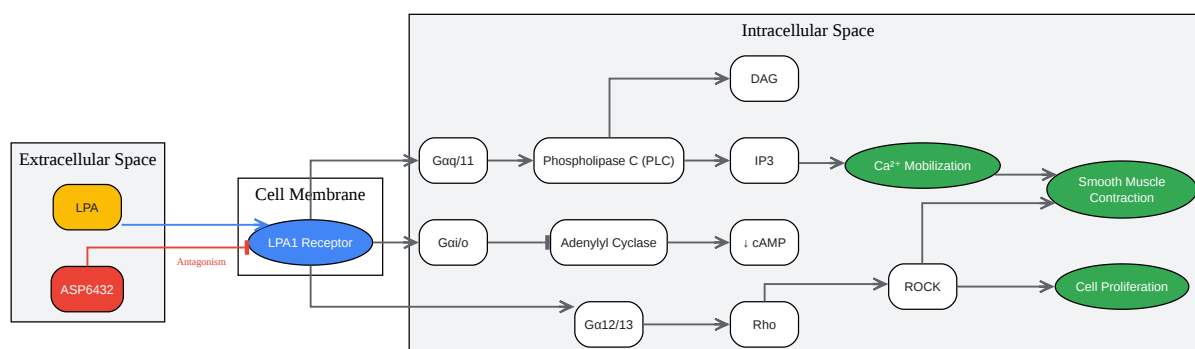 Extracellular Space
LPA
Antagonism
ASP6432
Cell Membrane
LPA1 Receptor
Intracellular Space
DAG
Gαq/11
Phospholipase C (PLC)
IP3
Ca²⁺ Mobilization
Smooth Muscle
Contraction
Gαi/o
Adenylyl Cyclase
↓ cAMP
ROCK
Cell Proliferation
Gα12/13
Rho